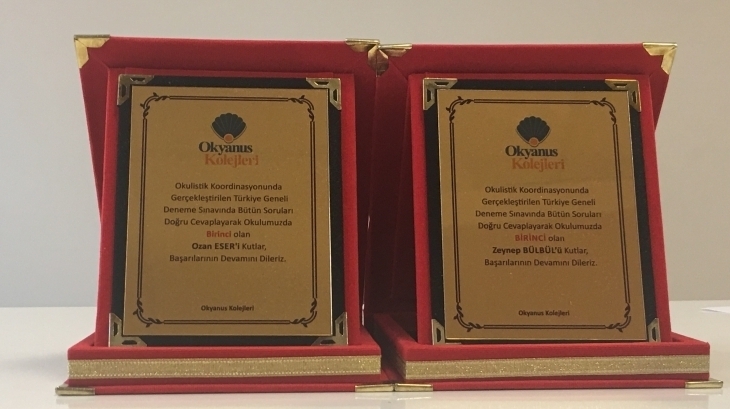 Okyanus
Kolejleri
Okulistik Koordinasyonunda
Gerçekleştirilen Türkiye Geneli
Deneme Sınavında Bütün Soruları
Doğru Cevaplayarak Okulumuzda
Birinci olan
Ozan ESER'i Kutlar,
Başarılarının Devamını Dileriz.
Okyanus Kolejleri
Okyanus
Kolejleri
Okulistik Koordinasyonunda
Gerçekleştirilen Türkiye Geneli
Deneme Sınavında Bütün Soruları
Doğru Cevaplayarak Okulumuzda
BİRİNCİ olan
Zeynep BÜLBÜL'ü Kutlar,
Başarılarının Devamını Dileriz.
Okyanus Kolejleri